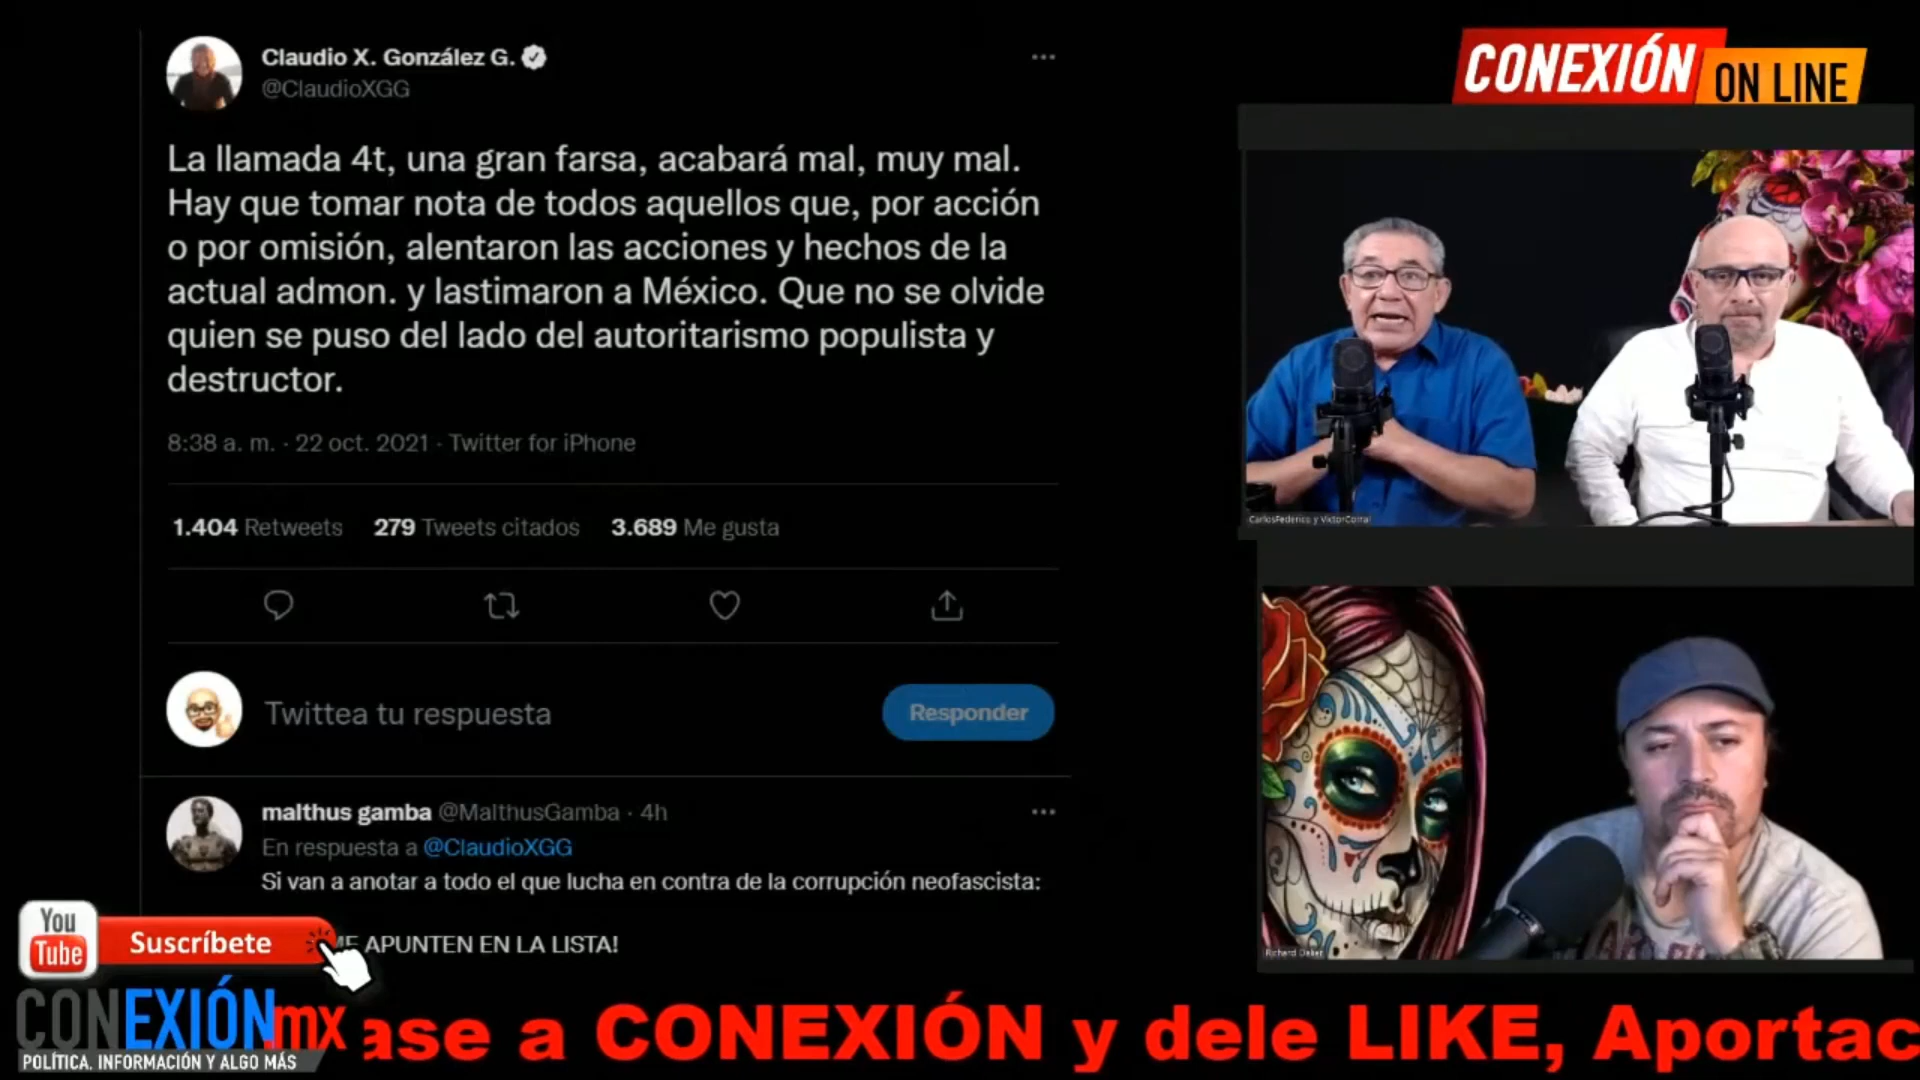 Claudio X. González G.
@ClaudioXGG
La llamada 4t, una gran farsa, acabará mal, muy mal.
Hay que tomar nota de todos aquellos que, por acción
o por omisión, alentaron las acciones y hechos de la
actual admon. y lastimaron a México. Que no se olvide
quien se puso del lado del autoritarismo populista y
destructor.
8:38 a. m. · 22 oct. 2021 · Twitter for iPhone
1.404 Retweets 279 Tweets citados 3.689 Me gusta
Twittea tu respuesta
Responder
malthus gamba @MalthusGamba · 4h
En respuesta a @ClaudioXGG
Si van a anotar a todo el que lucha en contra de la corrupción neofascista:
APUNTEN EN LA LISTA!
You
Tube
Suscríbete
CONEXIÓN.mx
POLÍTICA, INFORMACIÓN Y ALGO MÁS
ase a CONEXIÓN y dele LIKE, Aportac
CONEXIÓN
ON LINE
CarlosFederico y VictorCorral
Richard Deker